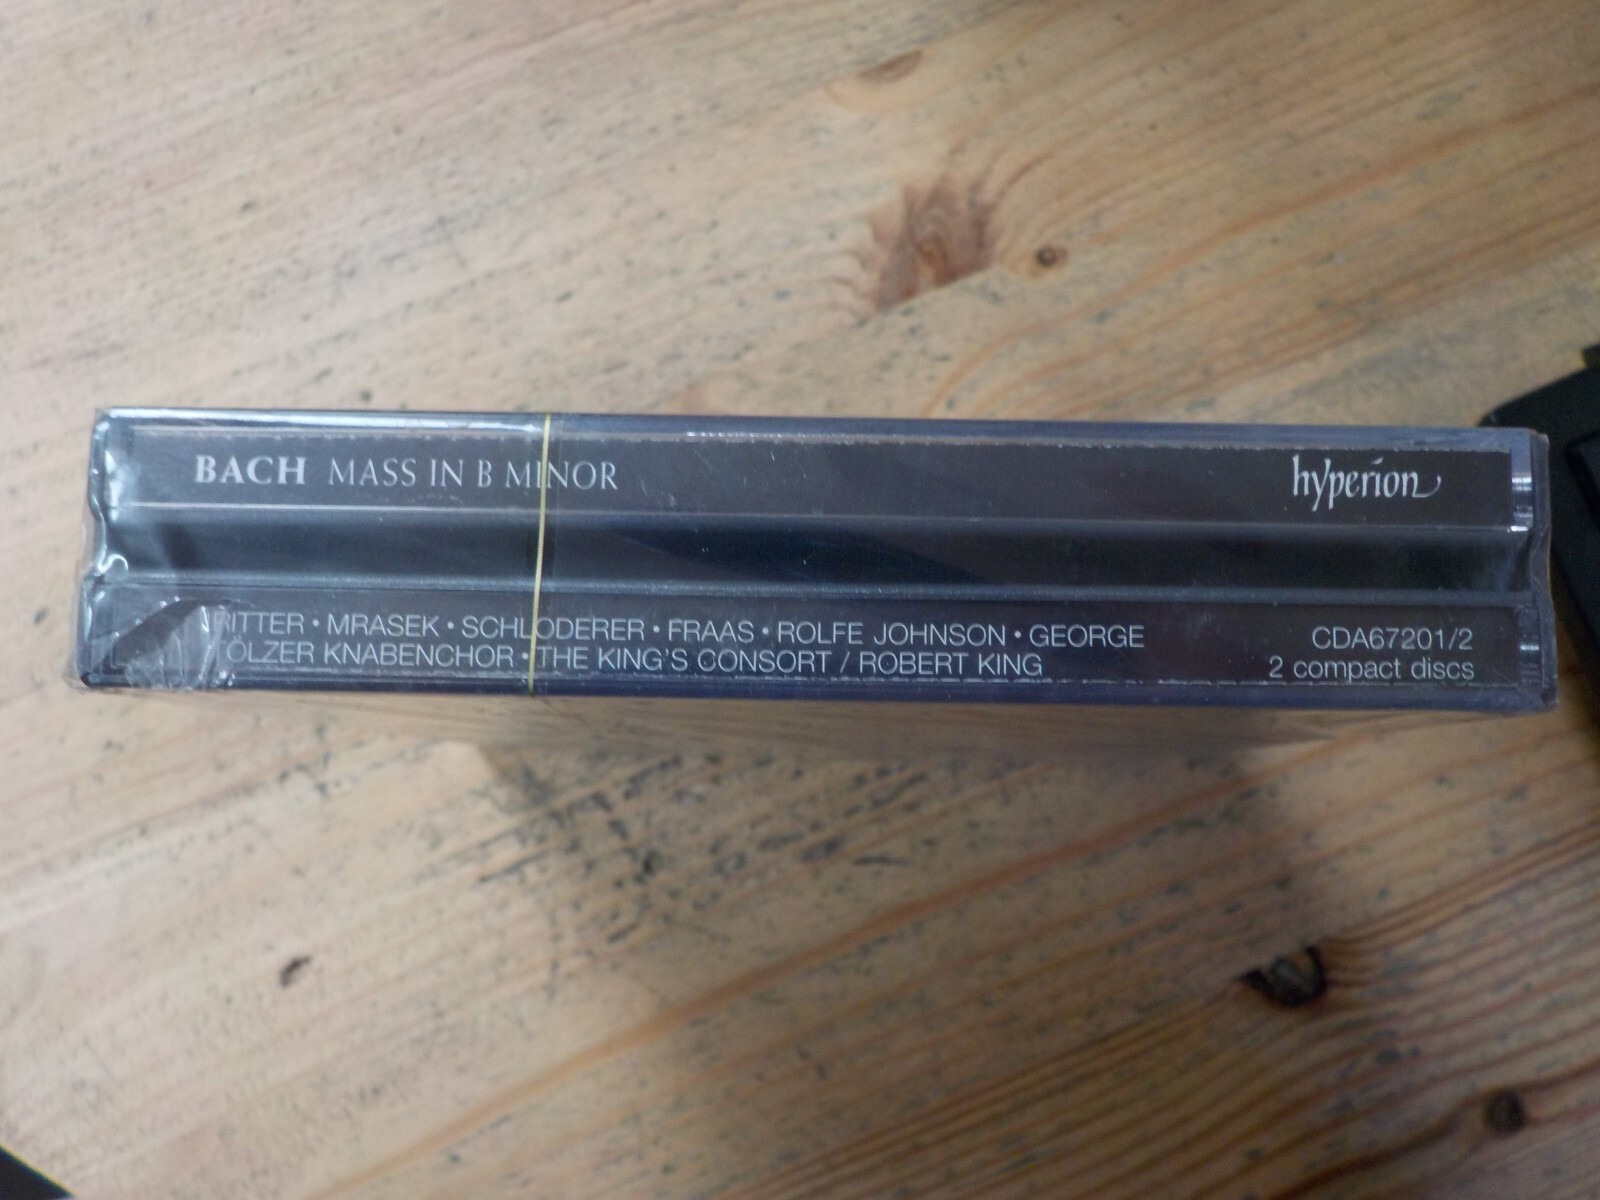 BACH MASS IN B MINOR
hyperion
RITTER • MRASEK • SCHLODERER • FRAAS • ROLFE JOHNSON • GEORGE
TÖLZER KNABENCHOR • THE KING'S CONSORT / ROBERT KING
CDA67201/2
2 compact discs